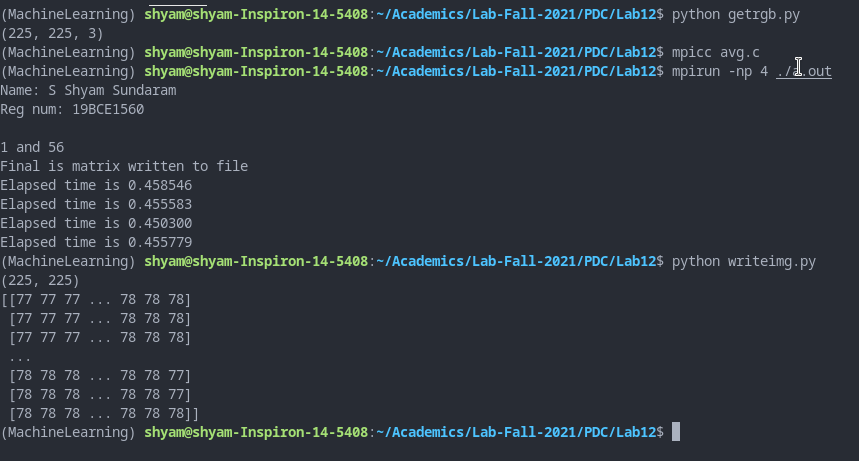 (MachineLearning) shyam@shyam-Inspiron-14-5408:~/Academics/Lab-Fall-2021/PDC/Lab12$ python getrgb.py
(225, 225, 3)
(MachineLearning) shyam@shyam-Inspiron-14-5408:~/Academics/Lab-Fall-2021/PDC/Lab12$ mpicc avg.c
(MachineLearning) shyam@shyam-Inspiron-14-5408:~/Academics/Lab-Fall-2021/PDC/Lab12$ mpirun -np 4 ./a.out
Name: S Shyam Sundaram
Reg num: 19BCE1560
1 and 56
Final is matrix written to file
Elapsed time is 0.458546
Elapsed time is 0.455583
Elapsed time is 0.450300
Elapsed time is 0.455779
(MachineLearning) shyam@shyam-Inspiron-14-5408:~/Academics/Lab-Fall-2021/PDC/Lab12$ python writeimg.py
(225, 225)
[[77 77 77 ... 78 78 78]
 [77 77 77 ... 78 78 78]
 [77 77 77 ... 78 78 78]
 ...
 [78 78 78 ... 78 78 77]
 [78 78 78 ... 78 78 77]
 [78 78 78 ... 78 78 78]]
(MachineLearning) shyam@shyam-Inspiron-14-5408:~/Academics/Lab-Fall-2021/PDC/Lab12$